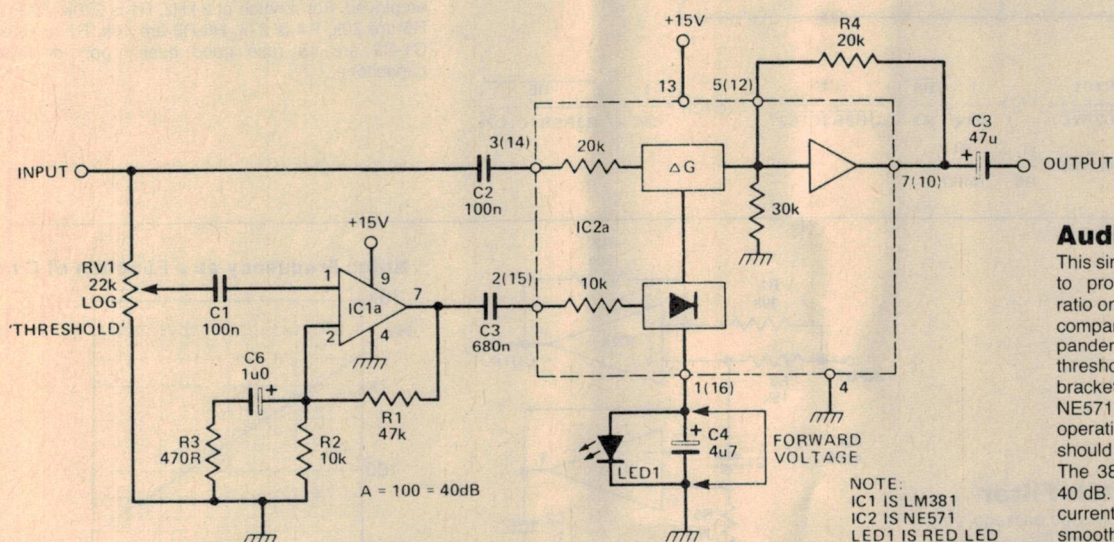 +15V
R4
20k
13
5(12)
3(14)
20k
ΔG
C3
47u
INPUT
C2
100n
7(10)
OUTPUT
+15V
30k
IC2a
RV1
22k
LOG
'THRESHOLD'
1
9
7
IC1a
2(15)
10k
C1
100n
2
4
C3
680n
C6
1u0
1(16)
4
R3
470R
R2
10k
R1
47k
A = 100 = 40dB
LED1
C4
4u7
FORWARD
VOLTAGE
NOTE:
IC1 IS LM381
IC2 IS NE571
LED1 IS RED LED
Aud
This sin
to pro
ratio or
compa
pander
thresho
bracke
NE571
operati
should
The 38
40 dB.
current
smooth